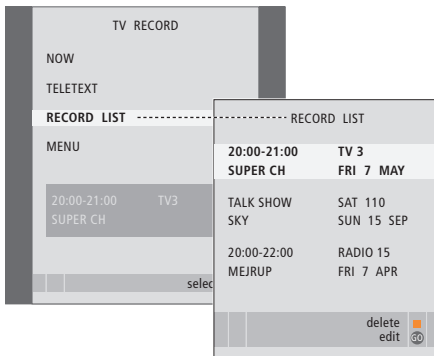 TV RECORD
NOW
TELETEXT
RECORD LIST
MENU
20:00-21:00 TV3
SUPER CH
RECORD LIST
20:00-21:00 TV 3
SUPER CH FRI 7 MAY
TALK SHOW SAT 110
SKY SUN 15 SEP
20:00-22:00 RADIO 15
MEJRUP FRI 7 APR
delete
edit GO